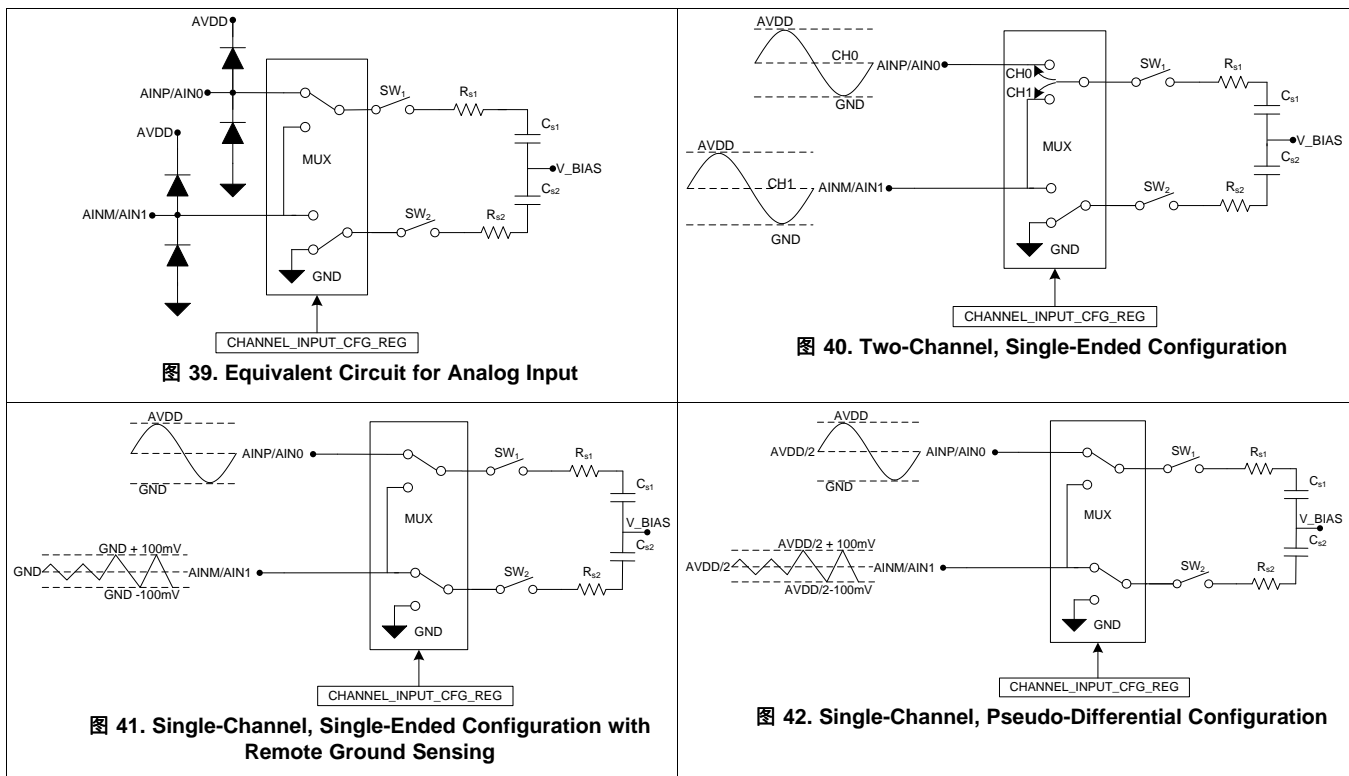 AVDD
AINP/AIN0
AVDD
AINM/AIN1
MUX
GND
SW1
Rs1
Cs1
V_BIAS
Cs2
SW2
Rs2
CHANNEL_INPUT_CFG_REG
图 39. Equivalent Circuit for Analog Input
AVDD
CH0
GND
AINP/AIN0
AVDD
CH1
GND
AINM/AIN1
CH0
CH1
MUX
GND
SW1
Rs1
Cs1
V_BIAS
Cs2
SW2
Rs2
CHANNEL_INPUT_CFG_REG
图 40. Two-Channel, Single-Ended Configuration
AVDD
GND
AINP/AIN0
GND + 100mV
GND
GND -100mV
AINM/AIN1
MUX
GND
SW1
Rs1
Cs1
V_BIAS
Cs2
SW2
Rs2
CHANNEL_INPUT_CFG_REG
图 41. Single-Channel, Single-Ended Configuration with
Remote Ground Sensing
AVDD
AVDD/2
GND
AINP/AIN0
AVDD/2 + 100mV
AVDD/2
AVDD/2-100mV
AINM/AIN1
MUX
GND
SW1
Rs1
Cs1
V_BIAS
Cs2
SW2
Rs2
CHANNEL_INPUT_CFG_REG
图 42. Single-Channel, Pseudo-Differential Configuration